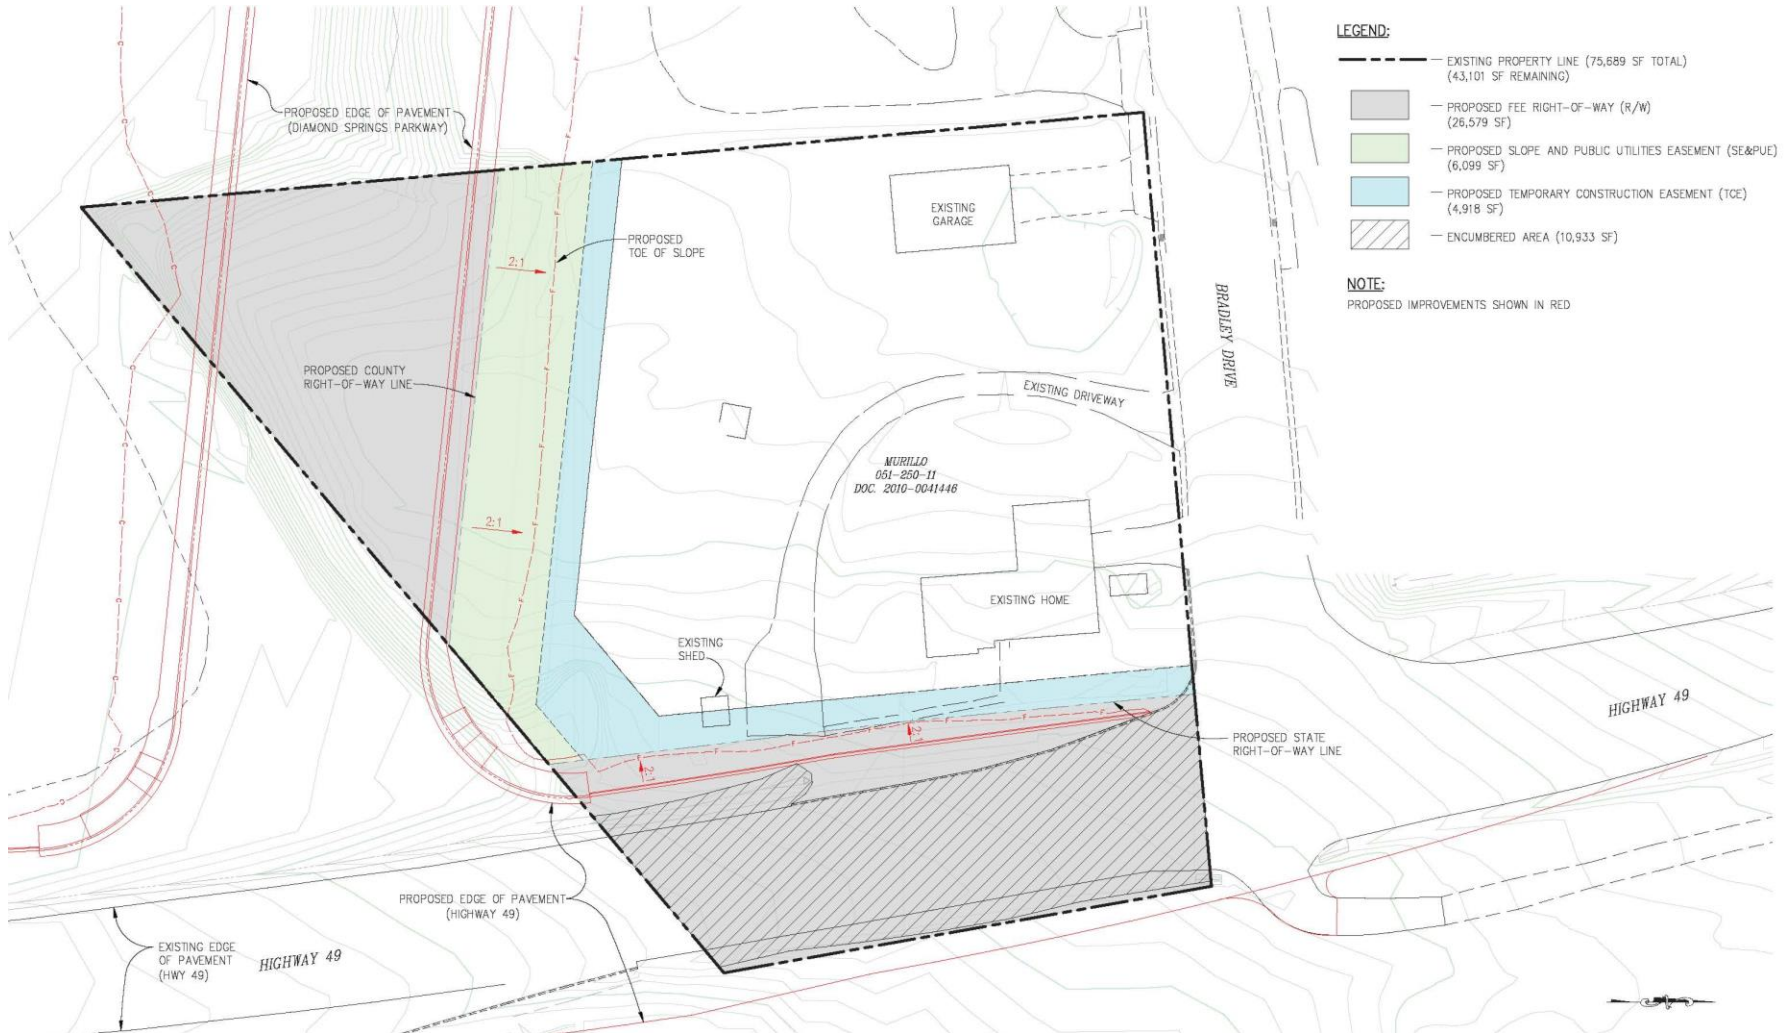 LEGEND:
EXISTING PROPERTY LINE (75,689 SF TOTAL)
(43,101 SF REMAINING)
PROPOSED FEE RIGHT-OF-WAY (R/W)
(26,579 SF)
PROPOSED SLOPE AND PUBLIC UTILITIES EASEMENT (SE&PUE)
(6,099 SF)
PROPOSED TEMPORARY CONSTRUCTION EASEMENT (TCE)
(4,918 SF)
ENCUMBERED AREA (10,933 SF)
NOTE:
PROPOSED IMPROVEMENTS SHOWN IN RED
PROPOSED EDGE OF PAVEMENT
(DIAMOND SPRINGS PARKWAY)
EXISTING
GARAGE
PROPOSED
TOE OF SLOPE
2:1
BRADLEY DRIVE
PROPOSED COUNTY
RIGHT-OF-WAY LINE
EXISTING DRIVEWAY
MURILLO
051-250-11
DOC. 2010-0041446
2:1
EXISTING HOME
EXISTING
SHED
HIGHWAY 49
PROPOSED STATE
RIGHT-OF-WAY LINE
2:1
2:1
PROPOSED EDGE OF PAVEMENT
(HIGHWAY 49)
EXISTING EDGE
OF PAVEMENT
(HWY 49)
HIGHWAY 49